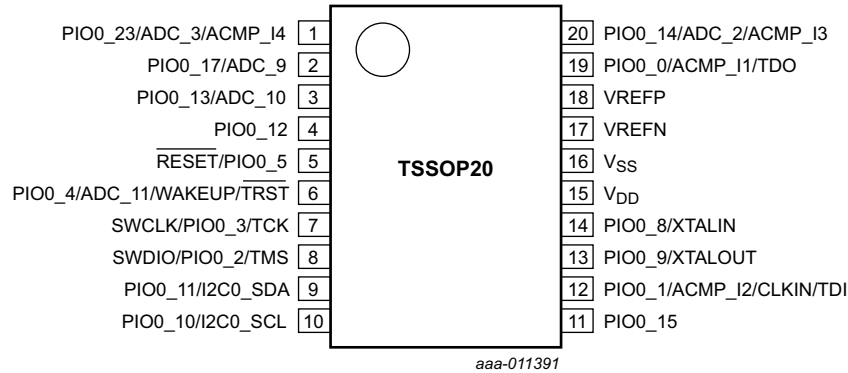 PIO0_23/ADC_3/ACMP_I4 1
PIO0_17/ADC_9 2
PIO0_13/ADC_10 3
PIO0_12 4
RESET/PIO0_5 5
PIO0_4/ADC_11/WAKEUP/TRST 6
SWCLK/PIO0_3/TCK 7
SWDIO/PIO0_2/TMS 8
PIO0_11/I2C0_SDA 9
PIO0_10/I2C0_SCL 10
TSSOP20
20 PIO0_14/ADC_2/ACMP_I3
19 PIO0_0/ACMP_I1/TDO
18 VREFP
17 VREFN
16 VSS
15 VDD
14 PIO0_8/XTALIN
13 PIO0_9/XTALOUT
12 PIO0_1/ACMP_I2/CLKIN/TDI
11 PIO0_15
aaa-011391